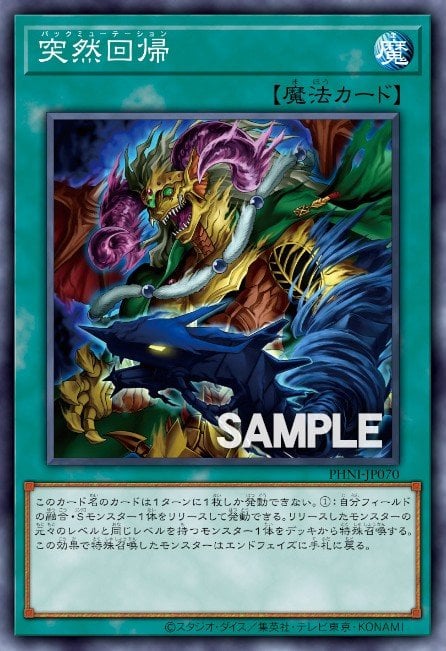 バックミューテーション
突然回帰
魔
まほう
【魔法カード】
SAMPLE
PHNI-JP070
このカード名のカードは1ターンに1枚しか発動できない。①:自分フィールド
の融合・Sモンスター1体をリリースして発動できる。リリースしたモンスターの
元々のレベルと同じレベルを持つモンスター1体をデッキから特殊召喚する。
この効果で特殊召喚したモンスターはエンドフェイズに手札に戻る。
©スタジオ・ダイス/集英社・テレビ東京・KONAMI